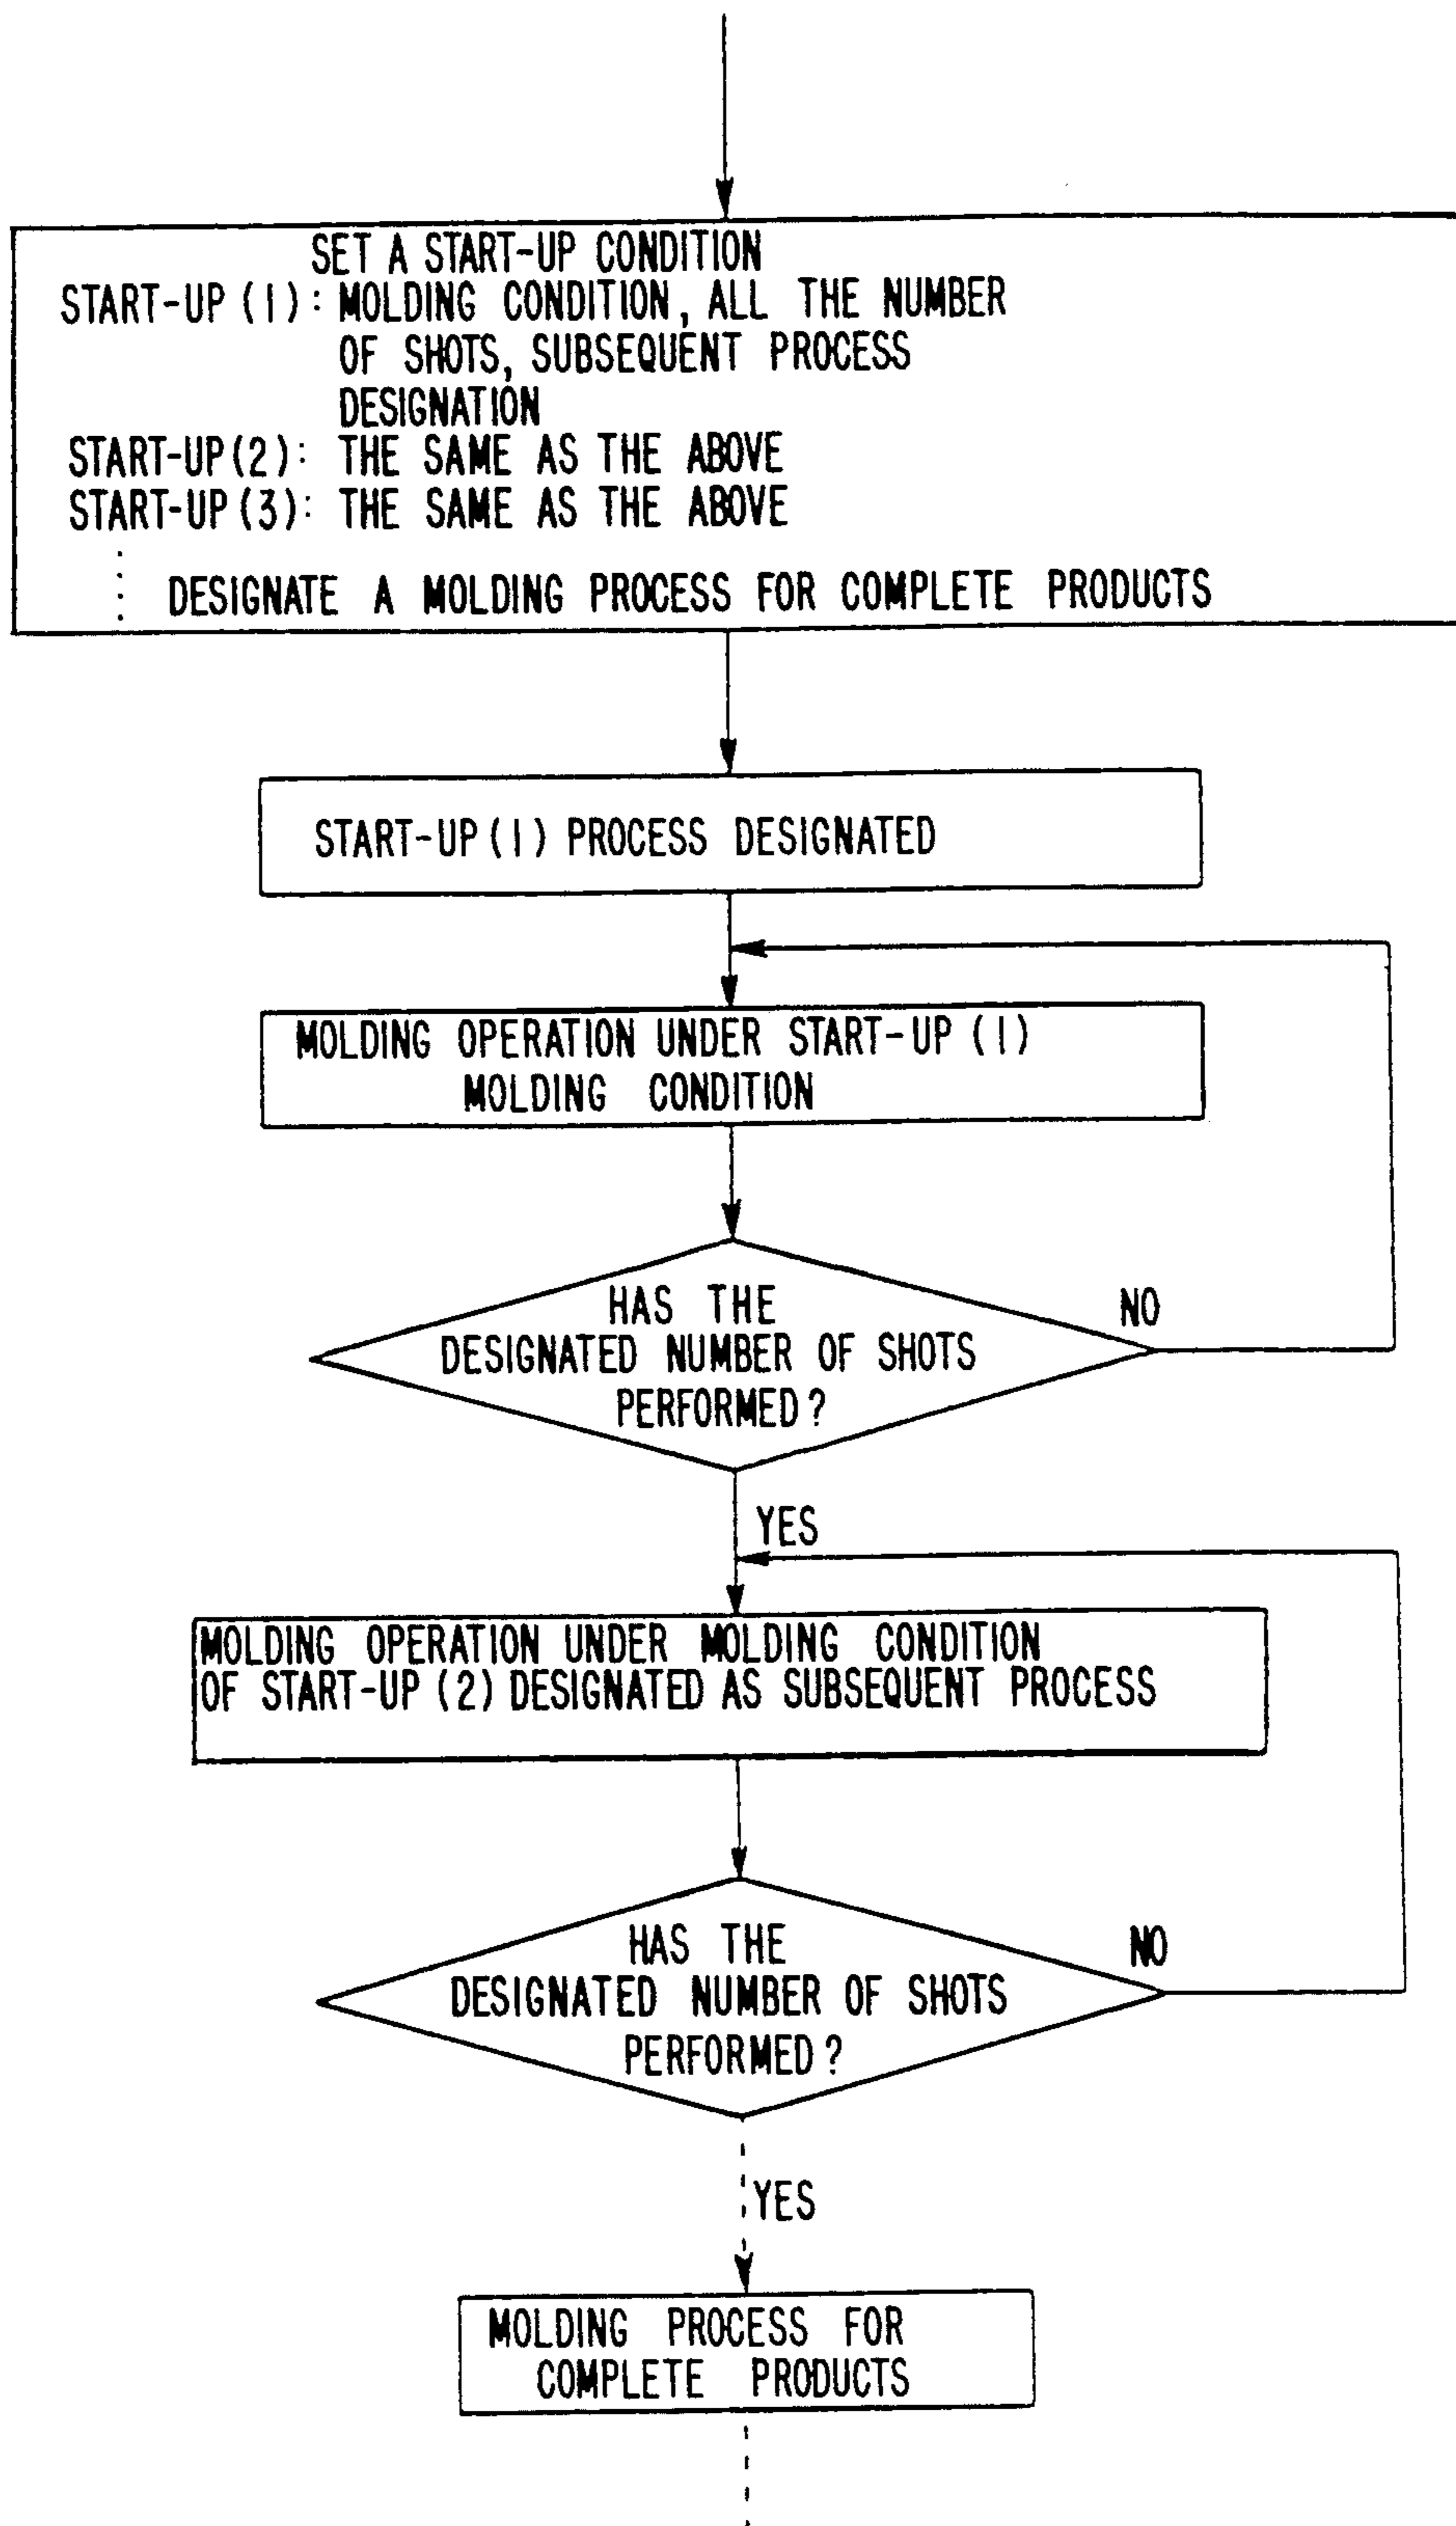 SET A START-UP CONDITION
START-UP (1): MOLDING CONDITION, ALL THE NUMBER
OF SHOTS, SUBSEQUENT PROCESS
DESIGNATION
START-UP(2): THE SAME AS THE ABOVE
START-UP(3): THE SAME AS THE ABOVE
DESIGNATE A MOLDING PROCESS FOR COMPLETE PRODUCTS
START-UP(1) PROCESS DESIGNATED
MOLDING OPERATION UNDER START-UP (1)
MOLDING CONDITION
HAS THE
DESIGNATED NUMBER OF SHOTS
PERFORMED?
NO
YES
MOLDING OPERATION UNDER MOLDING CONDITION
OF START-UP (2) DESIGNATED AS SUBSEQUENT PROCESS
HAS THE
DESIGNATED NUMBER OF SHOTS
PERFORMED?
NO
YES
MOLDING PROCESS FOR
COMPLETE PRODUCTS